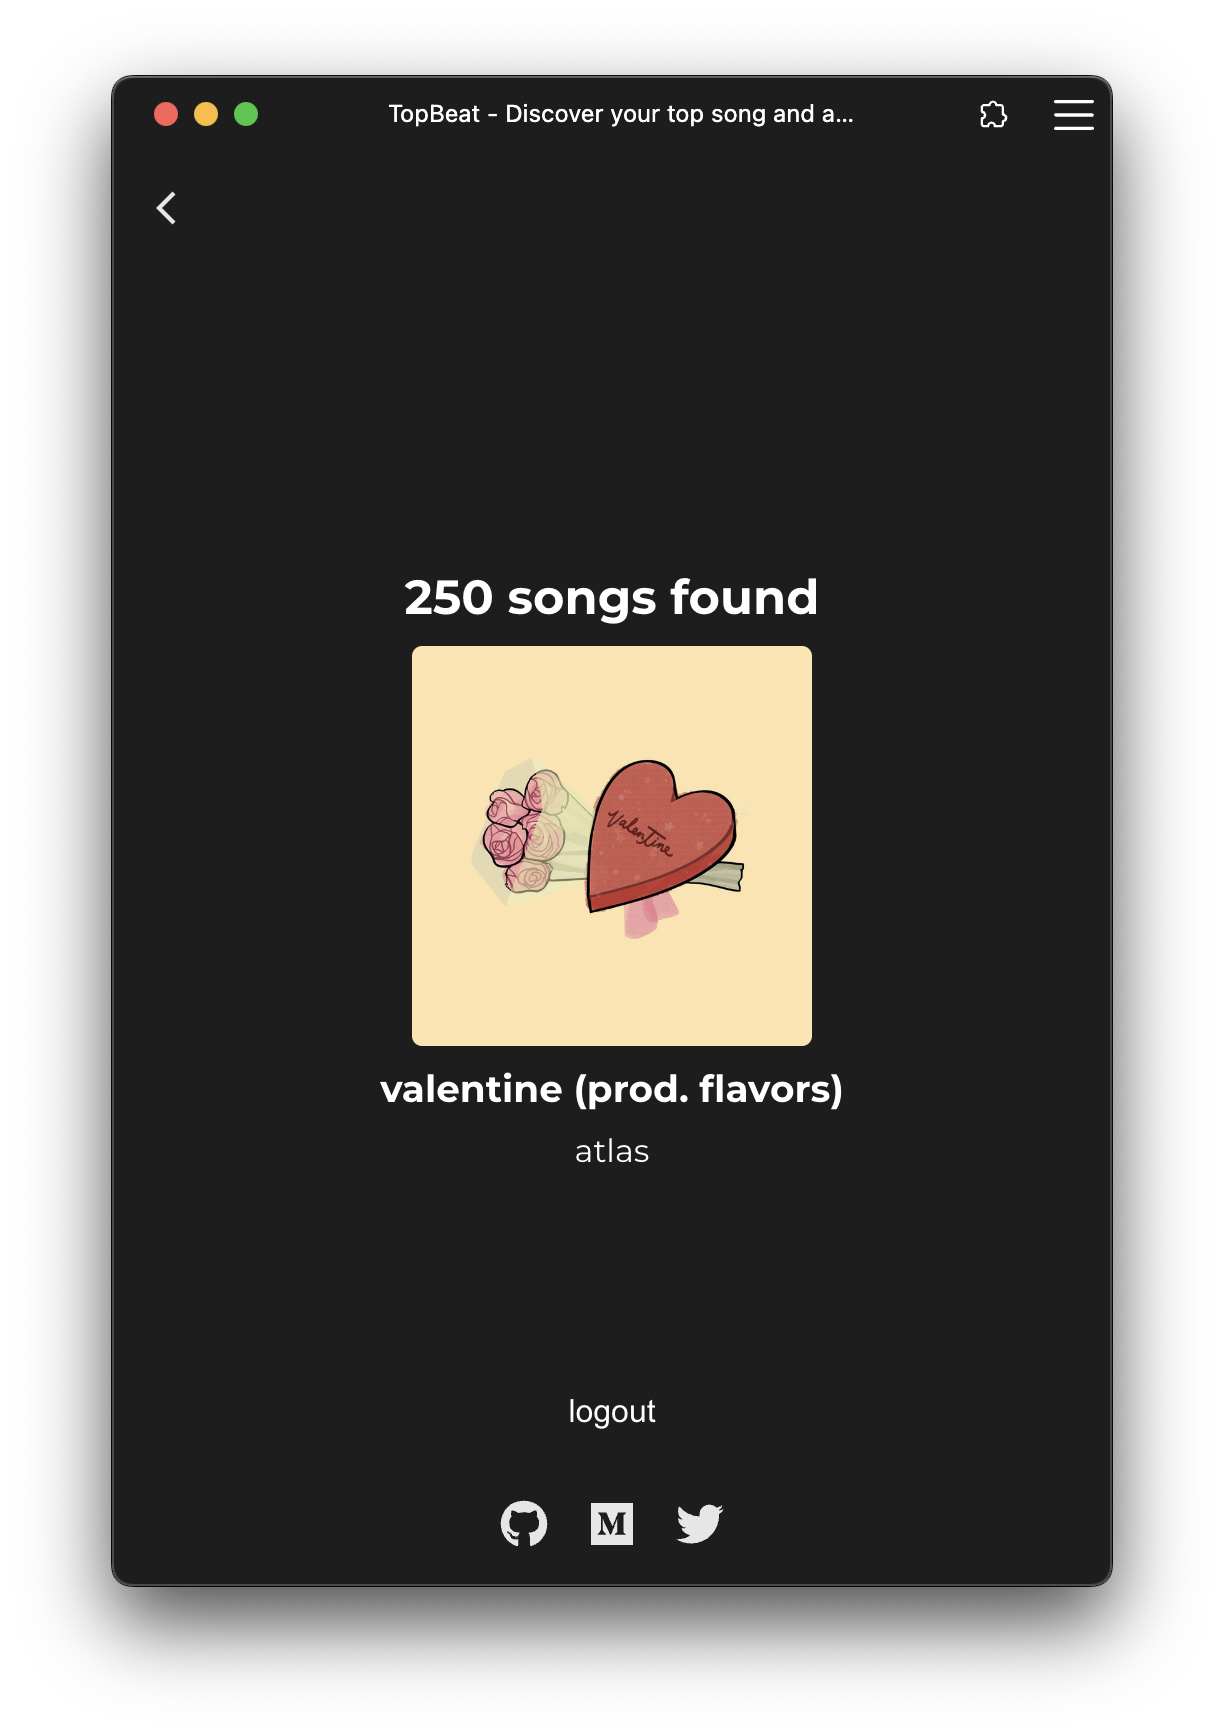 TopBeat - Discover your top song and a...
250 songs found
Valentine
valentine (prod. flavors)
atlas
logout
M